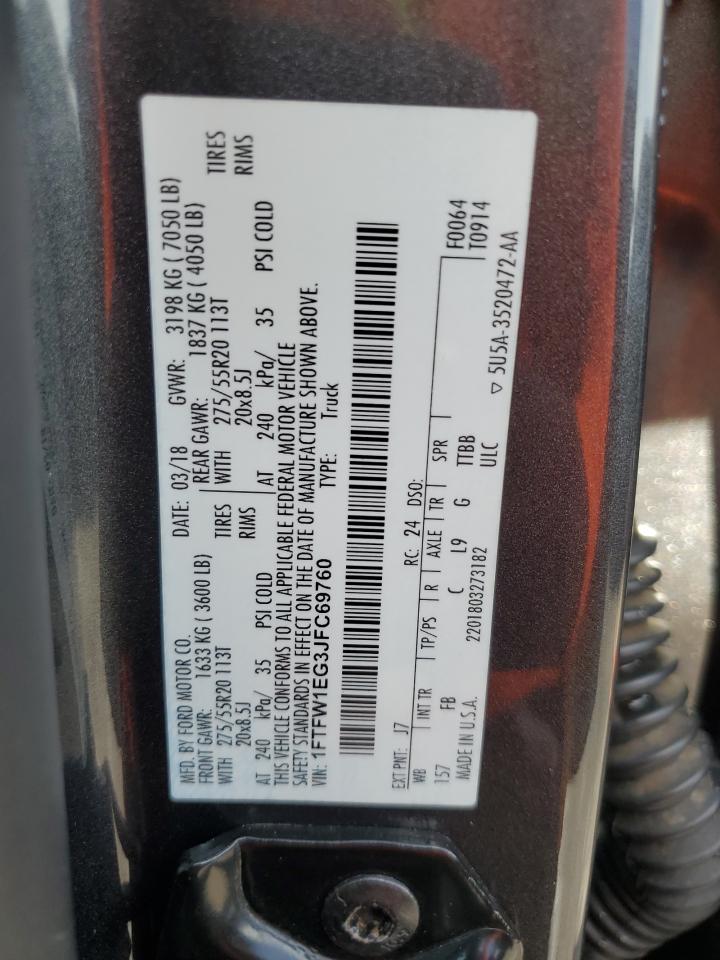 MFD. BY FORD MOTOR CO. DATE: 03/18 GVWR: 3198 KG ( 7050 LB)
FRONT GAWR: 1633 KG ( 3600 LB) REAR GAWR: 1837 KG ( 4050 LB)
WITH 275/55R20 113T TIRES WITH 275/55R20 113T TIRES
20x8.5J RIMS 20x8.5J RIMS
AT 240 kPa/ 35 PSI COLD AT 240 kPa/ 35 PSI COLD
THIS VEHICLE CONFORMS TO ALL APPLICABLE FEDERAL MOTOR VEHICLE
SAFETY STANDARDS IN EFFECT ON THE DATE OF MANUFACTURE SHOWN ABOVE.
VIN: 1FTFW1EG3JFC69760 TYPE: Truck
EXT PNT: J7 RC: 24 DSO: F0064
WB INT TR TP/PS R AXLE TR SPR T0914
157 FB C L9 G TTBB
MADE IN U.S.A. 2201803273182 ULC ▽ 5U5A-3520472-AA